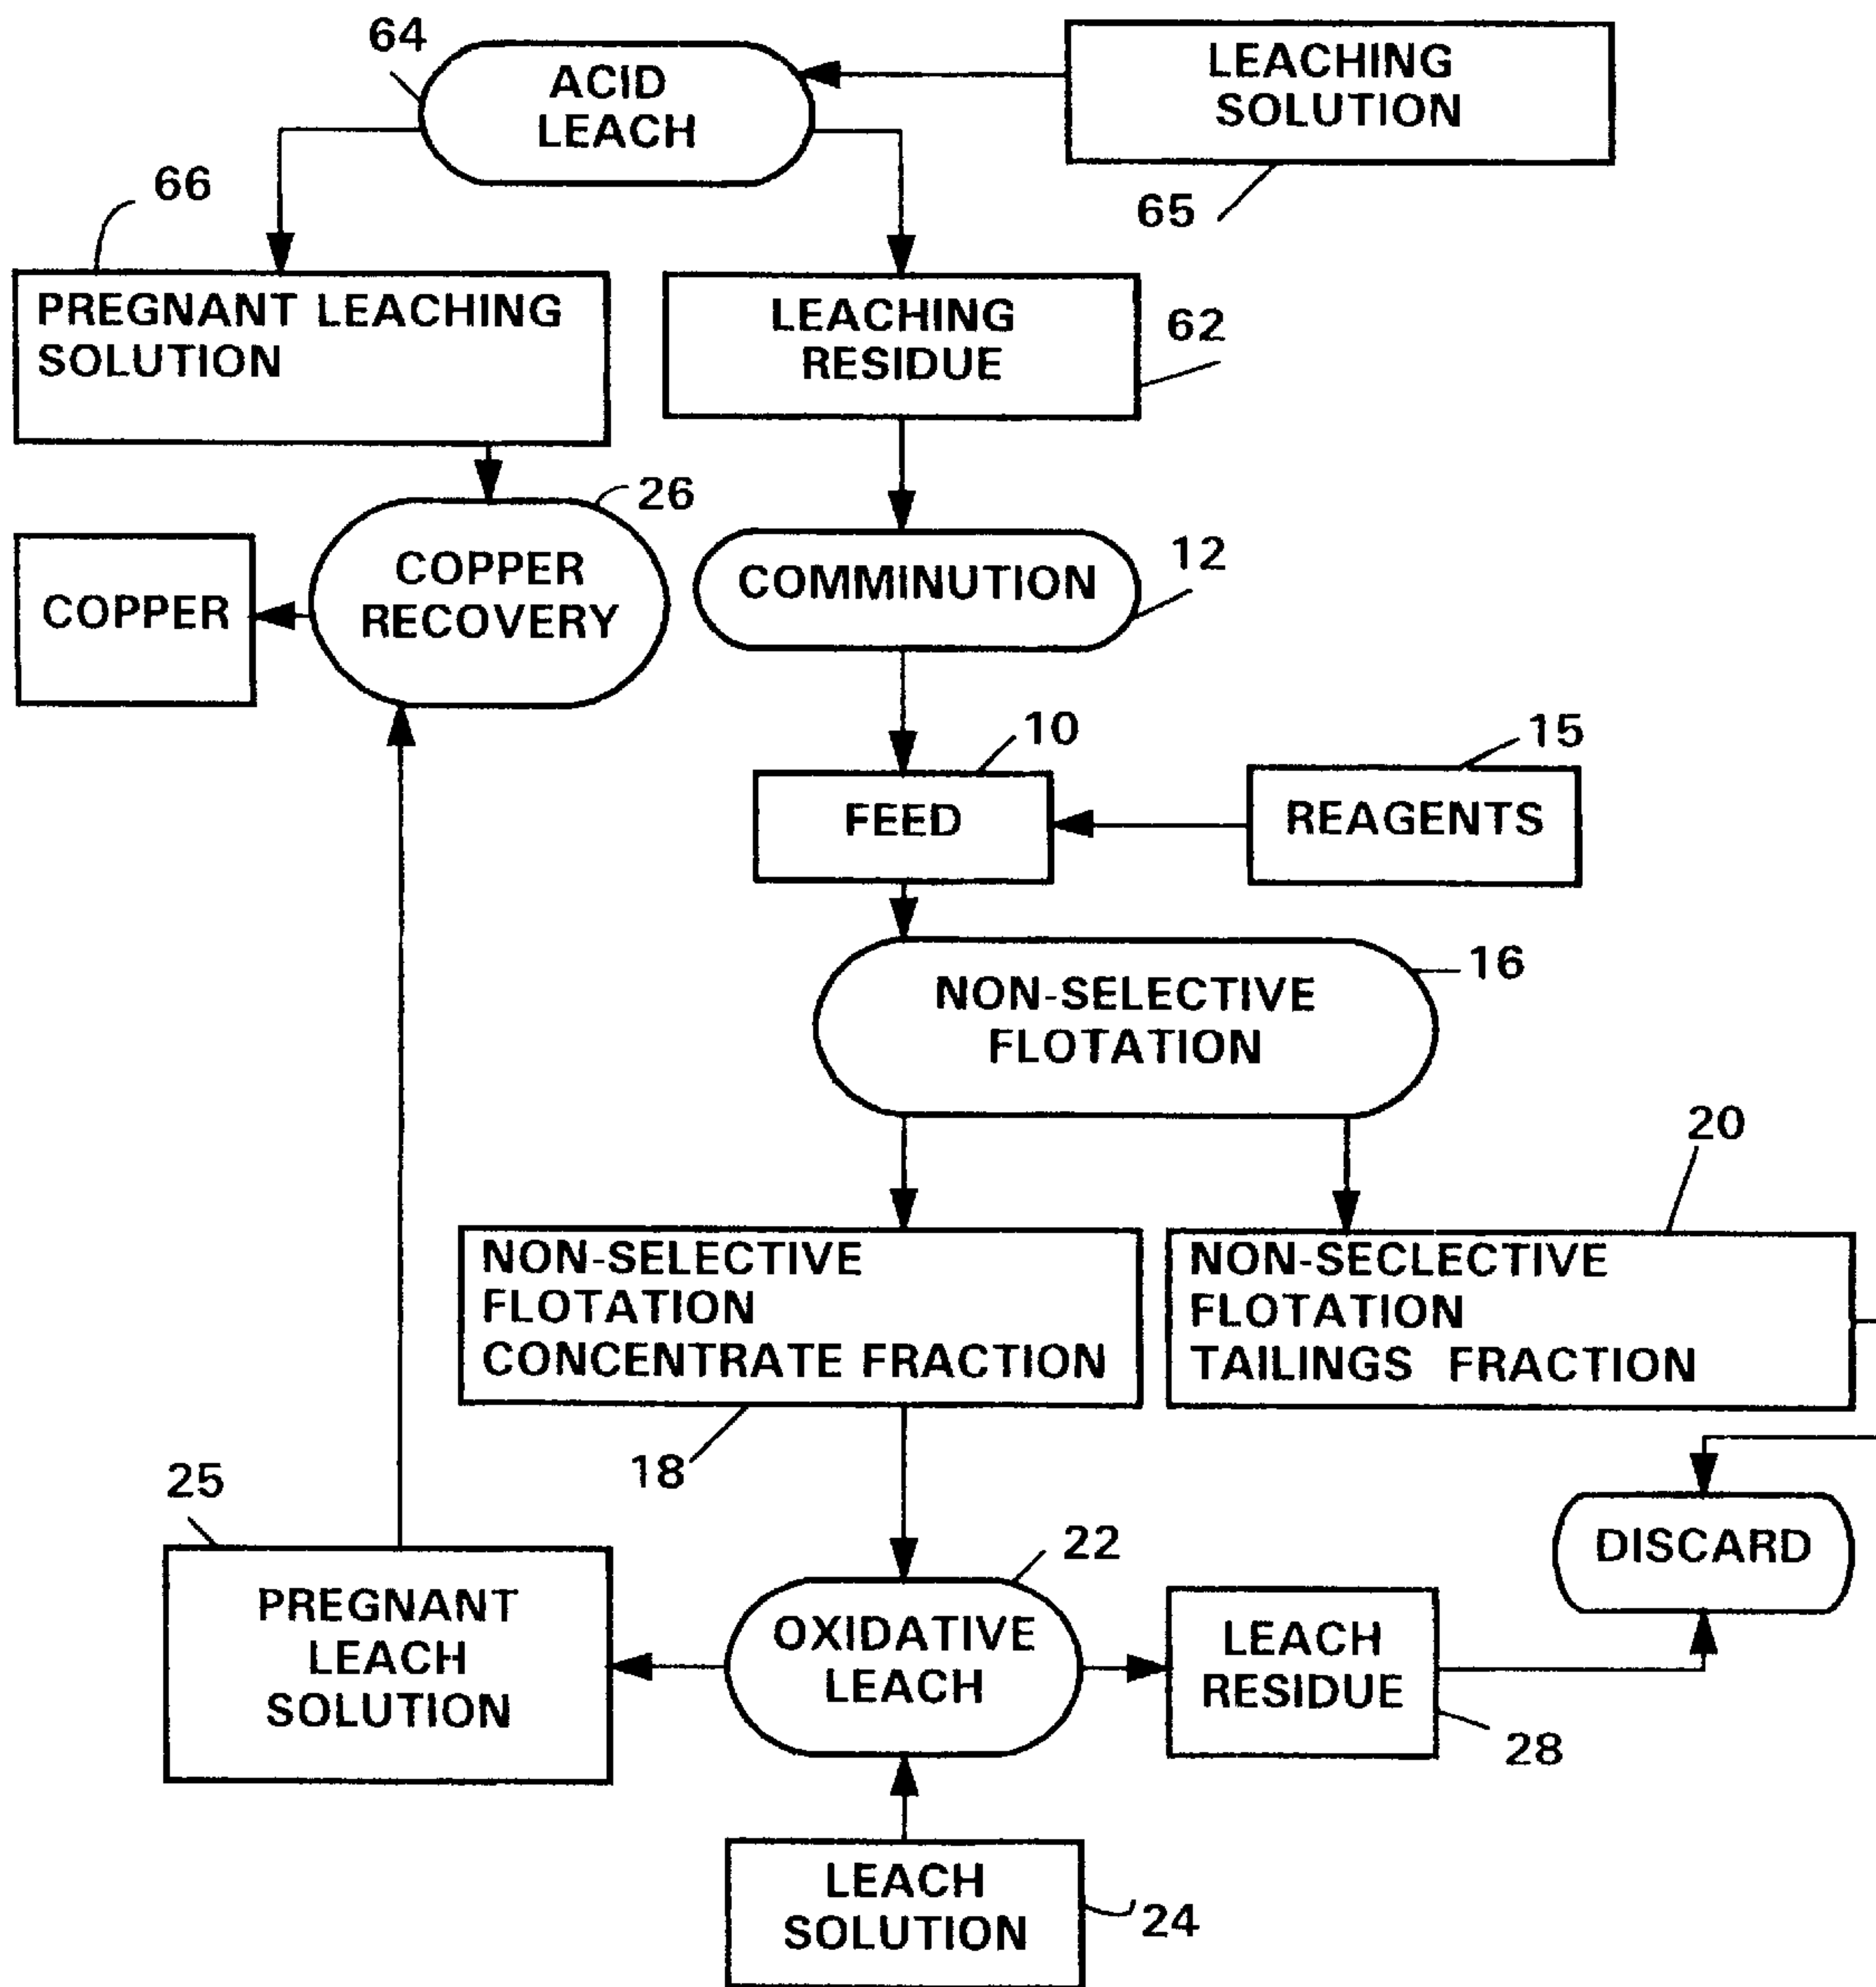 64
ACID
LEACH
LEACHING
SOLUTION
65
66
PREGNANT LEACHING
SOLUTION
LEACHING
RESIDUE
62
26
COPPER
COPPER
RECOVERY
COMMINUTION
12
10
FEED
15
REAGENTS
NON-SELECTIVE
FLOTATION
16
20
NON-SELECTIVE
FLOTATION
CONCENTRATE FRACTION
18
NON-SECLECTIVE
FLOTATION
TAILINGS FRACTION
25
PREGNANT
LEACH
SOLUTION
22
OXIDATIVE
LEACH
LEACH
RESIDUE
28
DISCARD
LEACH
SOLUTION
24